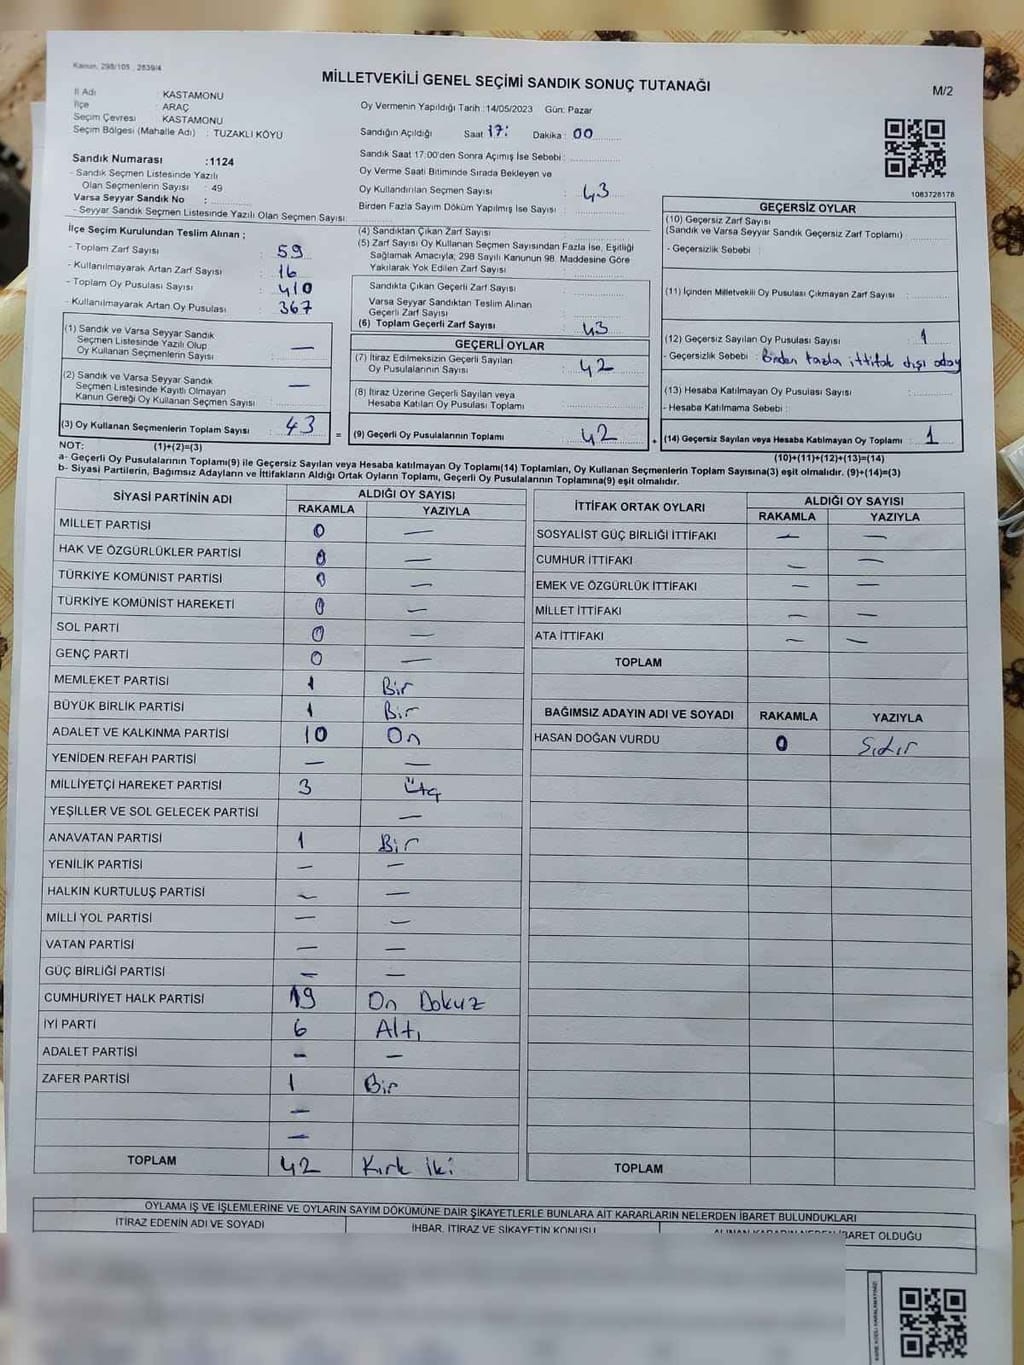 Kanun, 298/105 , 2839/4
MİLLETVEKİLİ GENEL SEÇİMİ SANDIK SONUÇ TUTANAĞI
M/2
İl Adı : KASTAMONU
İlçe : ARAÇ
Seçim Çevresi : KASTAMONU
Seçim Bölgesi (Mahalle Adı) : TUZAKLI KÖYÜ
Sandık Numarası :1124
- Sandık Seçmen Listesinde Yazılı
Olan Seçmenlerin Sayısı : 49
Varsa Seyyar Sandık No :
- Seyyar Sandık Seçmen Listesinde Yazılı Olan Seçmen Sayısı:
Oy Vermenin Yapıldığı Tarih :14/05/2023 Gün: Pazar
Sandığın Açıldığı Saat 17: Dakika : 00
Sandık Saat 17:00'den Sonra Açımış İse Sebebi :
Oy Verme Saati Bitiminde Sırada Bekleyen ve
Oy Kullandırılan Seçmen Sayısı : 43
Birden Fazla Sayım Döküm Yapılmış İse Sayısı :
1083728178
İlçe Seçim Kurulundan Teslim Alınan ;
- Toplam Zarf Sayısı : 59
- Kullanılmayarak Artan Zarf Sayısı : 16
- Toplam Oy Pusulası Sayısı : 410
- Kullanılmayarak Artan Oy Pusulası : 367
(1) Sandık ve Varsa Seyyar Sandık
Seçmen Listesinde Yazılı Olup
Oy Kullanan Seçmenlerin Sayısı : —
(2) Sandık ve Varsa Seyyar Sandık
Seçmen Listesinde Kayıtlı Olmayan
Kanun Gereği Oy Kullanan Seçmen Sayısı : —
(3) Oy Kullanan Seçmenlerin Toplam Sayısı : 43
(4) Sandıktan Çıkan Zarf Sayısı :
(5) Zarf Sayısı Oy Kullanan Seçmen Sayısından Fazla İse, Eşitliği
Sağlamak Amacıyla; 298 Sayılı Kanunun 98. Maddesine Göre
Yakılarak Yok Edilen Zarf Sayısı :
Sandıkta Çıkan Geçerli Zarf Sayısı :
Varsa Seyyar Sandıktan Teslim Alınan
Geçerli Zarf Sayısı :
(6) Toplam Geçerli Zarf Sayısı : 43
GEÇERLİ OYLAR
(7) İtiraz Edilmeksizin Geçerli Sayılan
Oy Pusulalarının Sayısı : 42
(8) İtiraz Üzerine Geçerli Sayılan veya
Hesaba Katılan Oy Pusulası Toplamı :
= (9) Geçerli Oy Pusulalarının Toplamı : 42
GEÇERSİZ OYLAR
(10) Geçersiz Zarf Sayısı
(Sandık ve Varsa Seyyar Sandık Geçersiz Zarf Toplamı) :
- Geçersizlik Sebebi :
(11) İçinden Milletvekili Oy Pusulası Çıkmayan Zarf Sayısı :
(12) Geçersiz Sayılan Oy Pusulası Sayısı : 1
- Geçersizlik Sebebi : Birden fazla ittifak dışı aday
(13) Hesaba Katılmayan Oy Pusulası Sayısı :
- Hesaba Katılmama Sebebi :
+ (14) Geçersiz Sayılan veya Hesaba Katılmayan Oy Toplamı : 1
NOT: (1)+(2)=(3)
(10)+(11)+(12)+(13)=(14)
a- Geçerli Oy Pusulalarının Toplamı(9) ile Geçersiz Sayılan veya Hesaba katılmayan Oy Toplamı(14) Toplamları, Oy Kullanan Seçmenlerin Toplam Sayısına(3) eşit olmalıdır. (9)+(14)=(3)
b- Siyasi Partilerin, Bağımsız Adayların ve İttifakların Aldığı Ortak Oyların Toplamı, Geçerli Oy Pusulalarının Toplamına(9) eşit olmalıdır.
SİYASİ PARTİNİN ADI ALDIĞI OY SAYISI
RAKAMLA YAZIYLA
MİLLET PARTİSİ 0 —
HAK VE ÖZGÜRLÜKLER PARTİSİ 0 —
TÜRKİYE KOMÜNİST PARTİSİ 0 —
TÜRKİYE KOMÜNİST HAREKETİ 0 —
SOL PARTİ 0 —
GENÇ PARTİ 0 —
MEMLEKET PARTİSİ 1 Bir
BÜYÜK BİRLİK PARTİSİ 1 Bir
ADALET VE KALKINMA PARTİSİ 10 On
YENİDEN REFAH PARTİSİ — —
MİLLİYETÇİ HAREKET PARTİSİ 3 Üç
YEŞİLLER VE SOL GELECEK PARTİSİ —
ANAVATAN PARTİSİ 1 Bir
YENİLİK PARTİSİ — —
HALKIN KURTULUŞ PARTİSİ — —
MİLLİ YOL PARTİSİ — —
VATAN PARTİSİ — —
GÜÇ BİRLİĞİ PARTİSİ — —
CUMHURİYET HALK PARTİSİ 19 On Dokuz
İYİ PARTİ 6 Altı
ADALET PARTİSİ — —
ZAFER PARTİSİ 1 Bir
—
—
TOPLAM 42 Kırk iki
İTTİFAK ORTAK OYLARI ALDIĞI OY SAYISI
RAKAMLA YAZIYLA
SOSYALİST GÜÇ BİRLİĞİ İTTİFAKI — —
CUMHUR İTTİFAKI — —
EMEK VE ÖZGÜRLÜK İTTİFAKI — —
MİLLET İTTİFAKI — —
ATA İTTİFAKI — —
TOPLAM
BAĞIMSIZ ADAYIN ADI VE SOYADI RAKAMLA YAZIYLA
HASAN DOĞAN VURDU 0 Sıfır
TOPLAM
OYLAMA İŞ VE İŞLEMLERİNE VE OYLARIN SAYIM DÖKÜMÜNE DAİR ŞİKAYETLERLE BUNLARA AİT KARARLARIN NELERDEN İBARET BULUNDUKLARI
İTİRAZ EDENİN ADI VE SOYADI İHBAR, İTİRAZ VE ŞİKAYETİN KONUSU ALINAN KARARIN NEDEN İBARET OLDUĞU